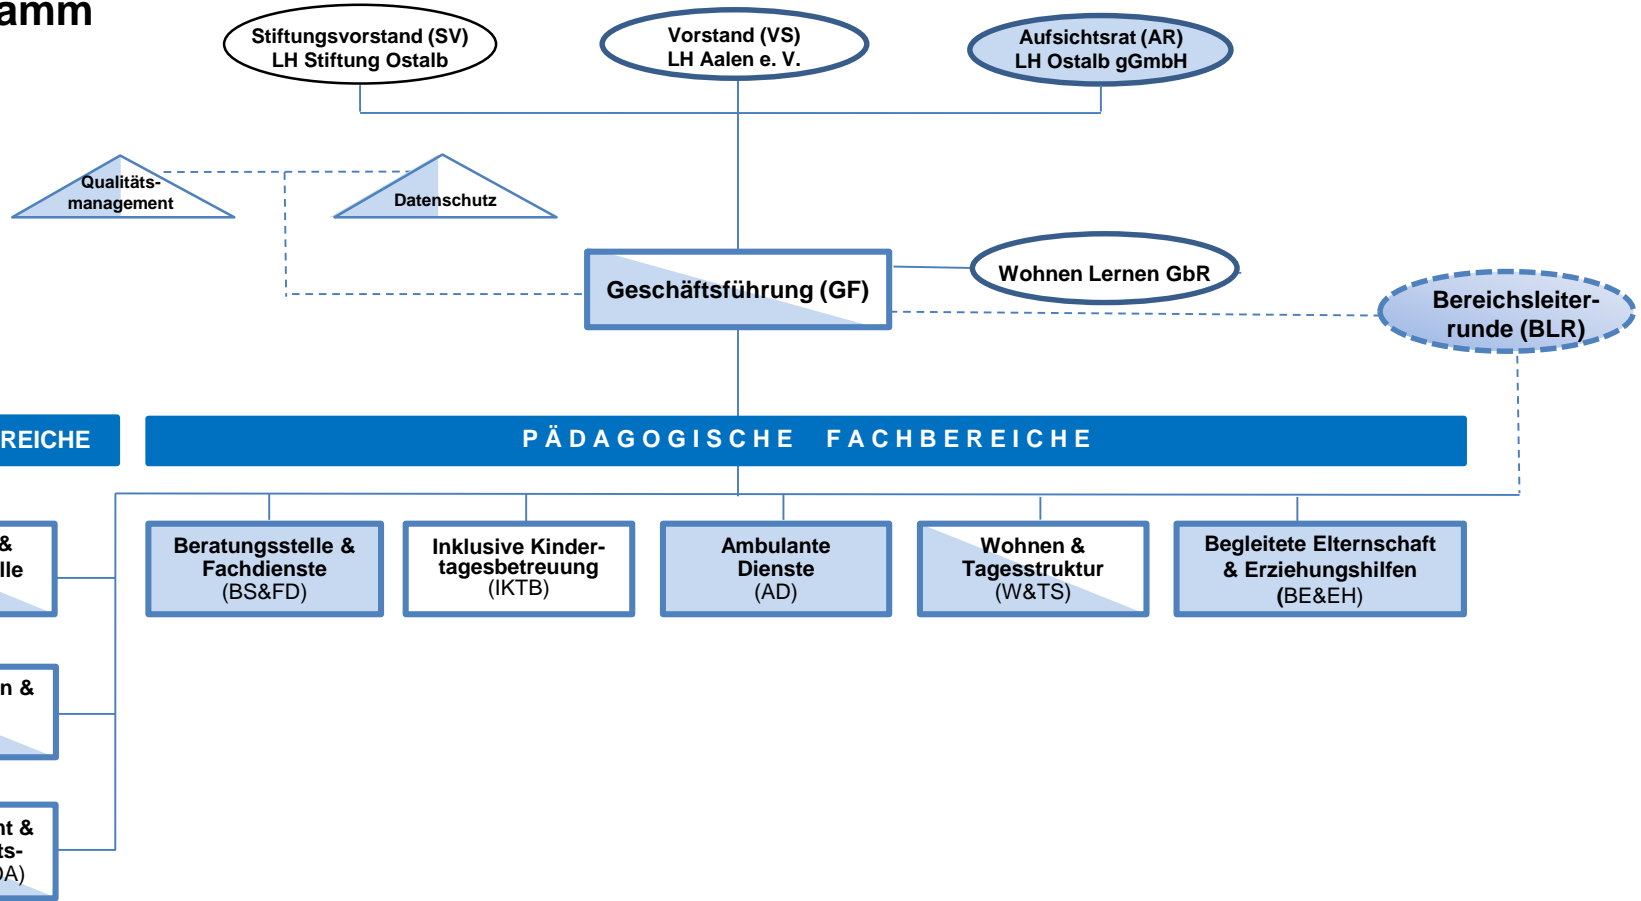 amm
Stiftungsvorstand (SV)
LH Stiftung Ostalb
Vorstand (VS)
LH Aalen e. V.
Aufsichtsrat (AR)
LH Ostalb gGmbH
Qualitäts-
management
Datenschutz
Geschäftsführung (GF)
Wohnen Lernen GbR
Bereichsleiter-
runde (BLR)
REICHE
PÄDAGOGISCHE FACHBEREICHE
&
lle
Beratungsstelle &
Fachdienste
(BS&FD)
Inklusive Kinder-
tagesbetreuung
(IKTB)
Ambulante
Dienste
(AD)
Wohnen &
Tagesstruktur
(W&TS)
Begleitete Elternschaft
& Erziehungshilfen
(BE&EH)
n &
nt &
ts-
DA)